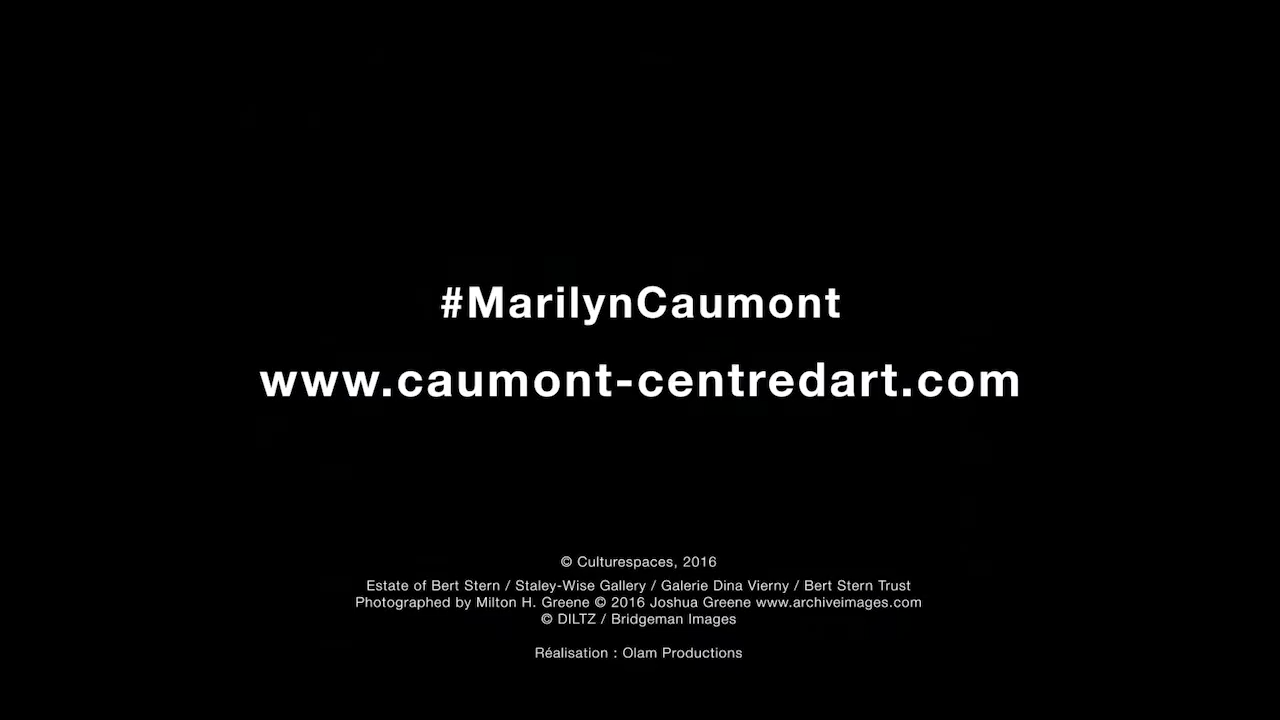 #MarilynCaumont
www.caumont-centredart.com
© Culturespaces, 2016
Estate of Bert Stern / Staley-Wise Gallery / Galerie Dina Vierny / Bert Stern Trust
Photographed by Milton H. Greene © 2016 Joshua Greene www.archiveimages.com
© DILTZ / Bridgeman Images
Réalisation : Olam Productions